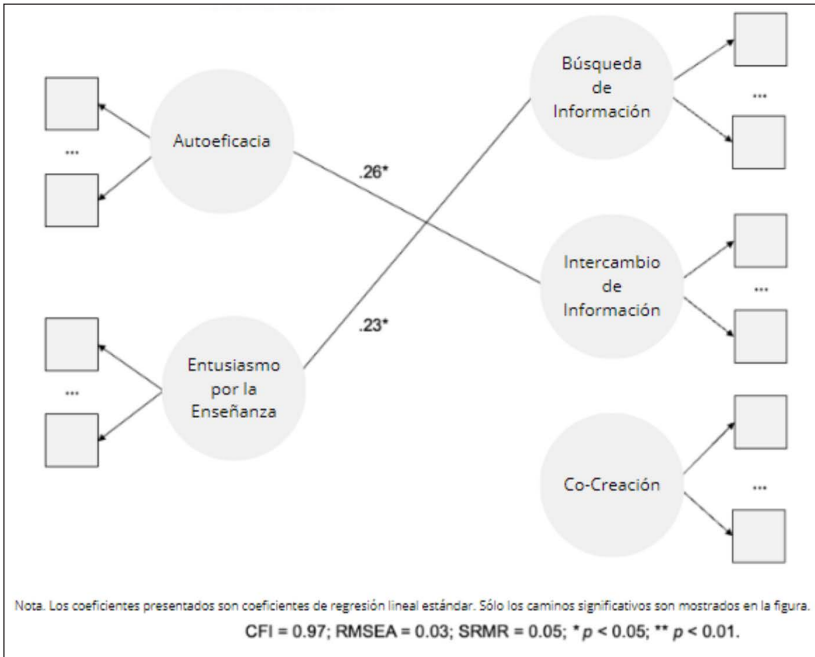 Búsqueda
de
Información
...
Autoeficacia
...
.26*
Intercambio
de
Información
...
.23*
Entusiasmo
por la
Enseñanza
...
Co-Creación
...
Nota. Los coeficientes presentados son coeficientes de regresión lineal estándar. Sólo los caminos significativos son mostrados en la figura.
CFI = 0.97; RMSEA = 0.03; SRMR = 0.05; * p < 0.05; ** p < 0.01.